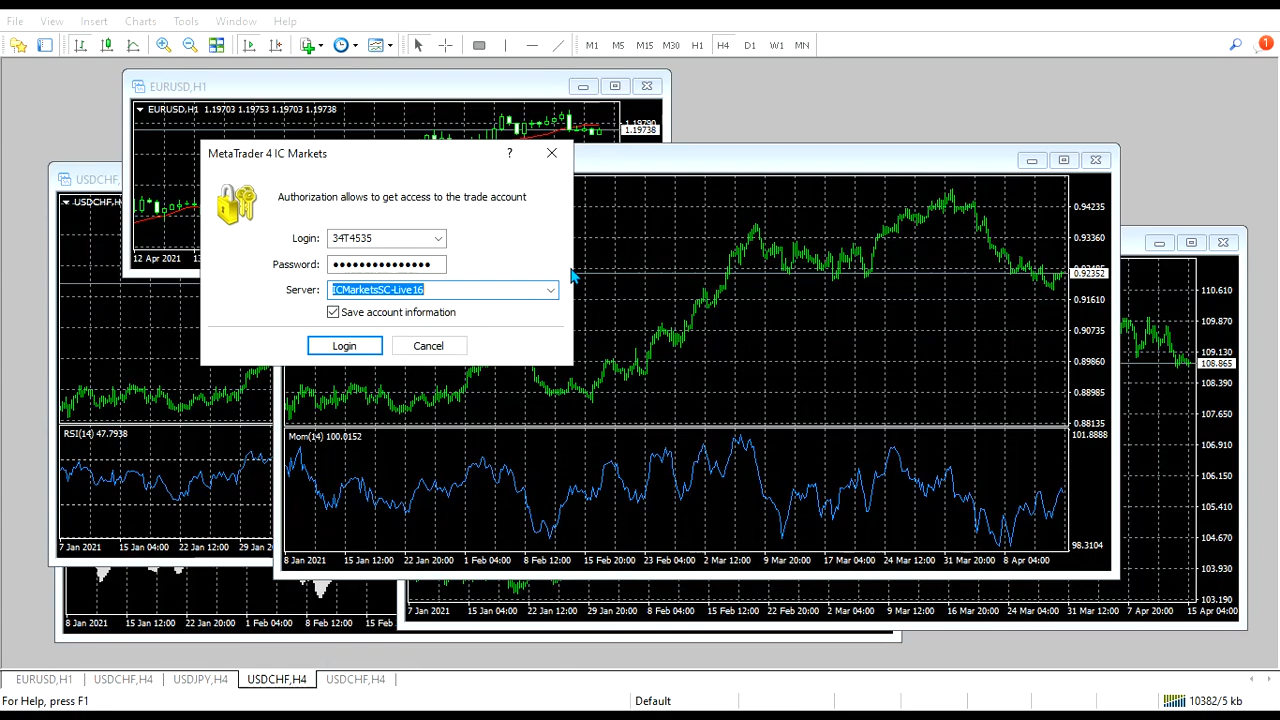 File View Insert Charts Tools Window Help
M1 M5 M15 M30 H1 H4 D1 W1 MN 1
EURUSD,H1
EURUSD,H1 1.19703 1.19753 1.19703 1.19738
1.19790
1.19738
12 Apr 2021
USDCHF,
USDCHF,H
MetaTrader 4 IC Markets ?
Authorization allows to get access to the trade account
Login: 34T4535
Password: •••••••••••••••
Server: ICMarketsSC-Live16
Save account information
Login Cancel
0.94235
0.93360
0.92352
0.91660
0.90735
0.89860
0.88985
0.88135
Mom(14) 100.0152
101.8888
98.3104
8 Jan 2021 15 Jan 12:00 22 Jan 20:00 1 Feb 04:00 8 Feb 12:00 15 Feb 20:00 23 Feb 04:00 2 Mar 12:00 9 Mar 20:00 17 Mar 04:00 24 Mar 12:00 31 Mar 20:00 8 Apr 04:00
RSI(14) 47.7938
7 Jan 2021 15 Jan 04:00 22 Jan 12:00 29 Jan 20
110.610
109.870
109.130
108.865
108.390
107.650
106.910
106.150
105.410
104.670
103.930
103.190
7 Jan 2021 15 Jan 04:00 22 Jan 12:00 29 Jan 20:00 8 Feb 04:00 15 Feb 12:00 22 Feb 20:00 2 Mar 04:00 9 Mar 12:00 16 Mar 20:00 24 Mar 04:00 31 Mar 12:00 7 Apr 20:00 15 Apr 04:00
8 Jan 2021 15 Jan 12:00 22 Jan 20:00 1 Feb 04:00 8 Feb 12:00 15 Feb
EURUSD,H1 USDCHF,H4 USDJPY,H4 USDCHF,H4 USDCHF,H4
For Help, press F1 Default 10382/5 kb